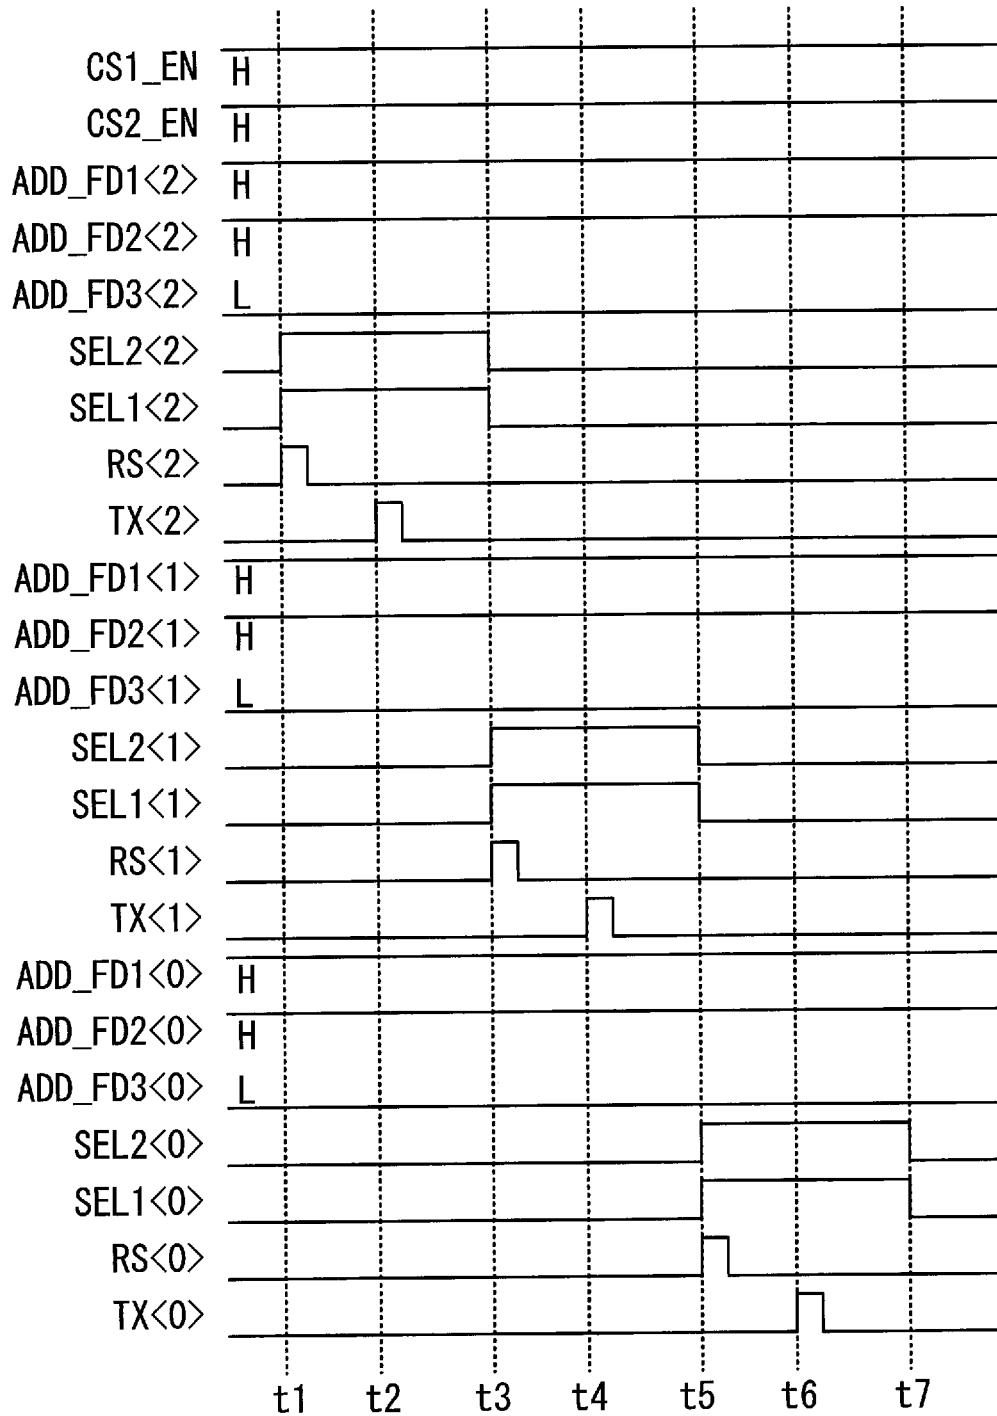 CS1_EN H
CS2_EN H
ADD_FD1<2> H
ADD_FD2<2> H
ADD_FD3<2> L
SEL2<2>
SEL1<2>
RS<2>
TX<2>
ADD_FD1<1> H
ADD_FD2<1> H
ADD_FD3<1> L
SEL2<1>
SEL1<1>
RS<1>
TX<1>
ADD_FD1<0> H
ADD_FD2<0> H
ADD_FD3<0> L
SEL2<0>
SEL1<0>
RS<0>
TX<0>
t1 t2 t3 t4 t5 t6 t7